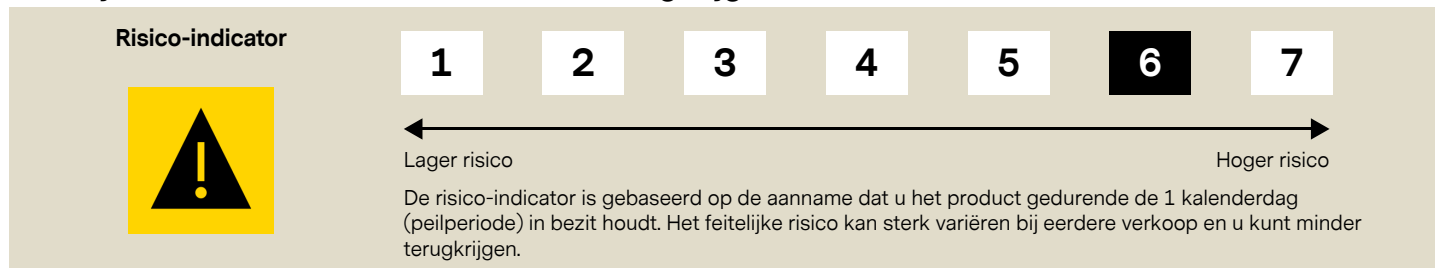 Risico-indicator
1 2 3 4 5 6 7
Lager risico Hoger risico
De risico-indicator is gebaseerd op de aanname dat u het product gedurende de 1 kalenderdag
(peilperiode) in bezit houdt. Het feitelijke risico kan sterk variëren bij eerdere verkoop en u kunt minder
terugkrijgen.